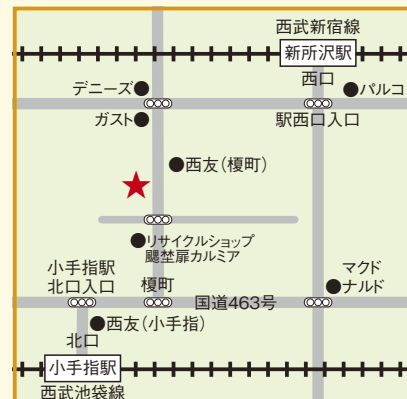 西武新宿線
新所沢駅
西口
デニーズ
パルコ
ガスト
駅西口入口
西友(榎町)
リサイクルショップ
颸埜扉カルミア
小手指駅
北口入口
榎町
国道463号
マクド
ナルド
西友(小手指)
北口
小手指駅
西武池袋線